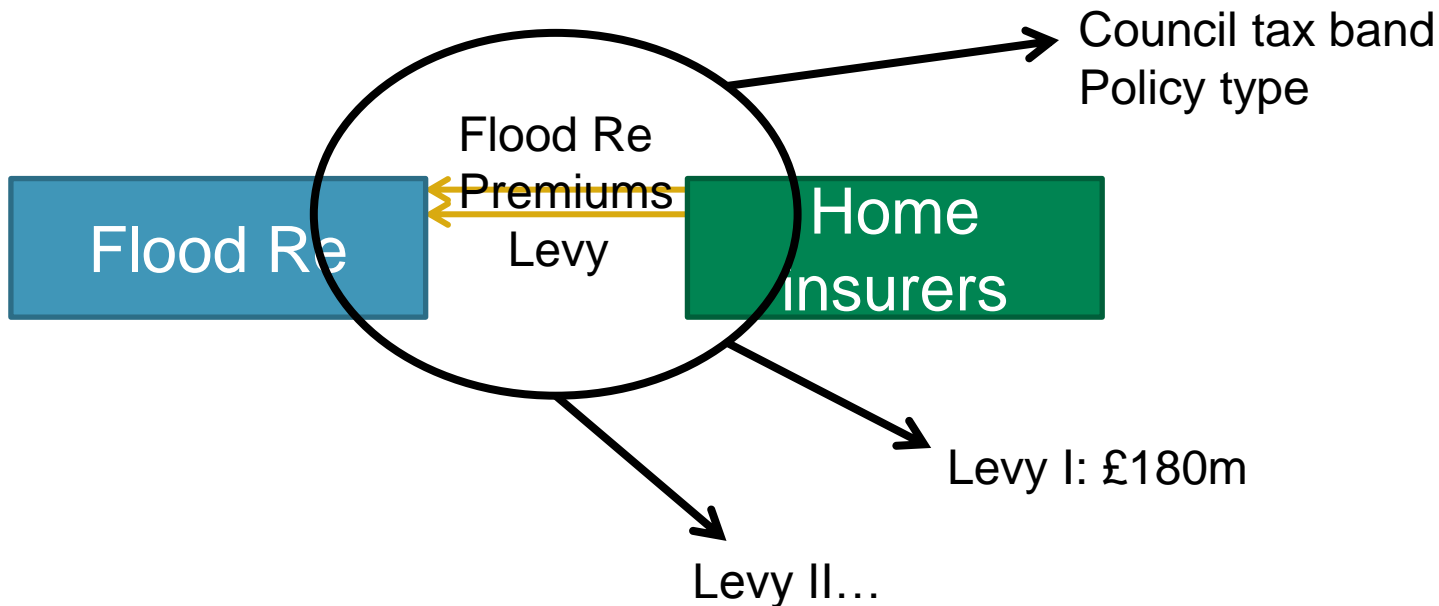 Council tax band
Policy type
Flood Re
Premiums
Levy
Flood Re
Home
insurers
Levy I: £180m
Levy II…